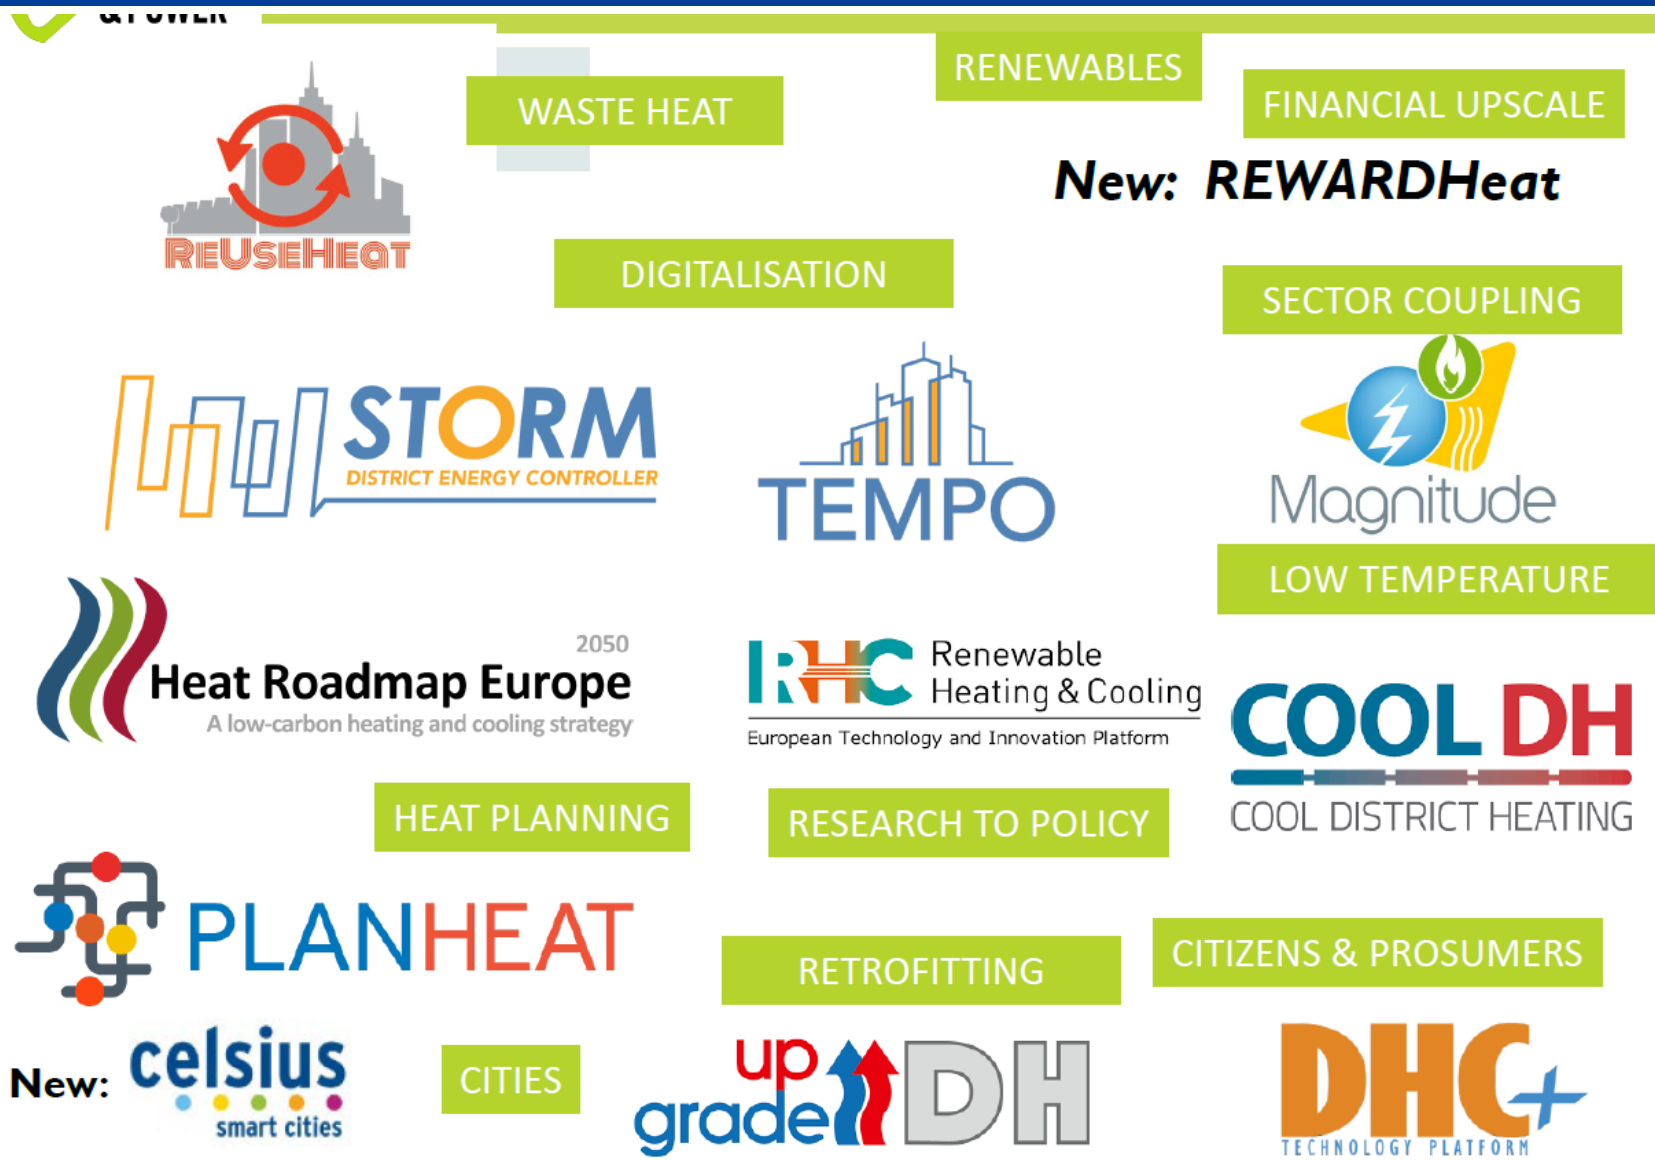 & POWER
RENEWABLES
WASTE HEAT
FINANCIAL UPSCALE
New: REWARDHeat
REUSEHEAT
DIGITALISATION
SECTOR COUPLING
STORM
DISTRICT ENERGY CONTROLLER
TEMPO
Magnitude
LOW TEMPERATURE
2050
Heat Roadmap Europe
A low-carbon heating and cooling strategy
RHC Renewable
Heating & Cooling
European Technology and Innovation Platform
COOL DH
COOL DISTRICT HEATING
HEAT PLANNING
RESEARCH TO POLICY
PLANHEAT
RETROFITTING
CITIZENS & PROSUMERS
New: celsius
smart cities
CITIES
up
grade DH
DHC+
TECHNOLOGY PLATFORM